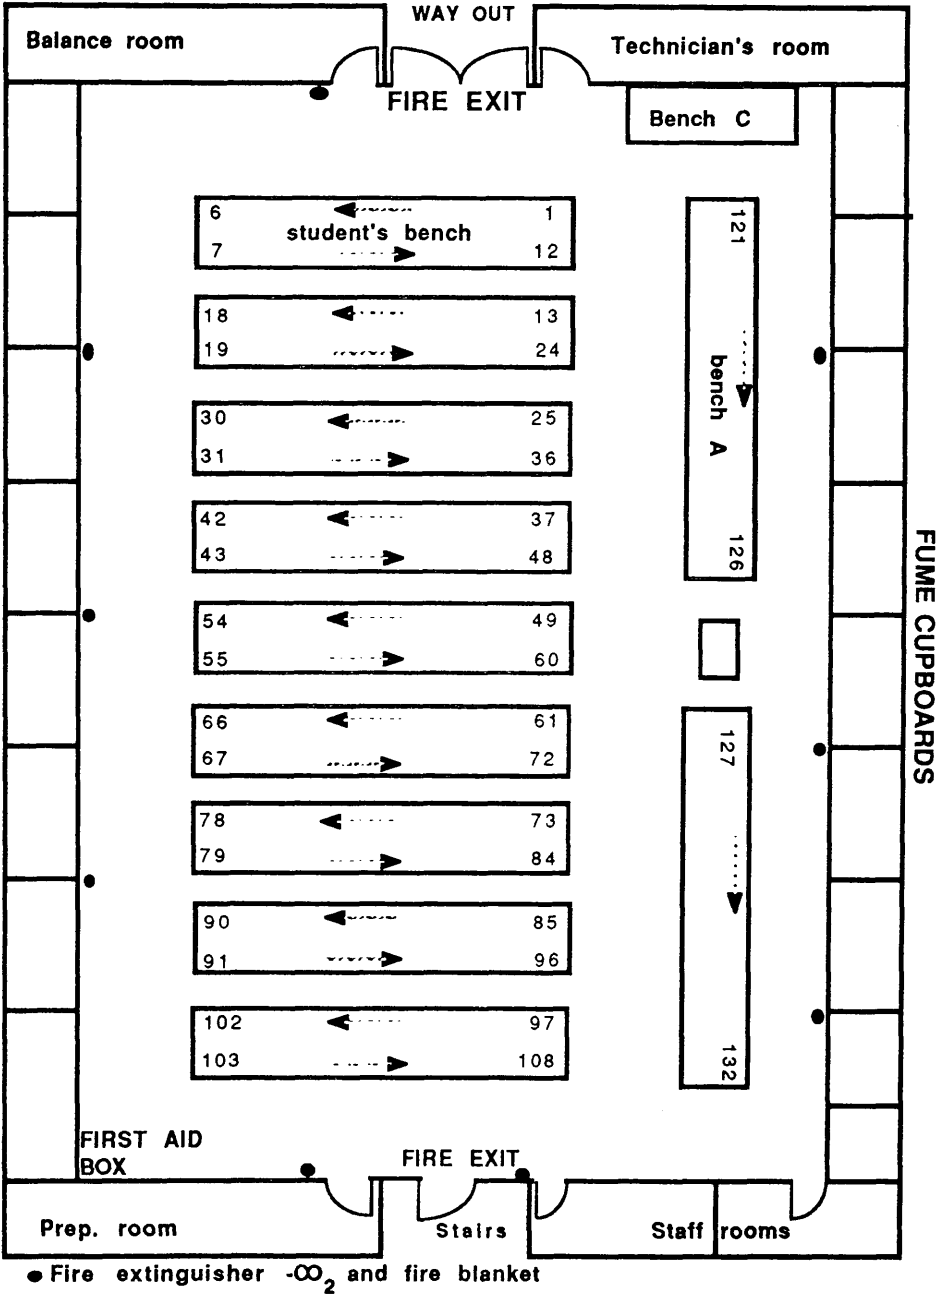 WAY OUT
Balance room
Technician's room
FIRE EXIT
Bench C
6 1
student's bench
7 12
18 13
19 24
30 25
31 36
42 37
43 48
54 49
55 60
66 61
67 72
78 73
79 84
90 85
91 96
102 97
103 108
121
bench A
126
127
132
FUME CUPBOARDS
FIRST AID
BOX
FIRE EXIT
Prep. room
Stairs
Staff rooms
Fire extinguisher -CO2 and fire blanket